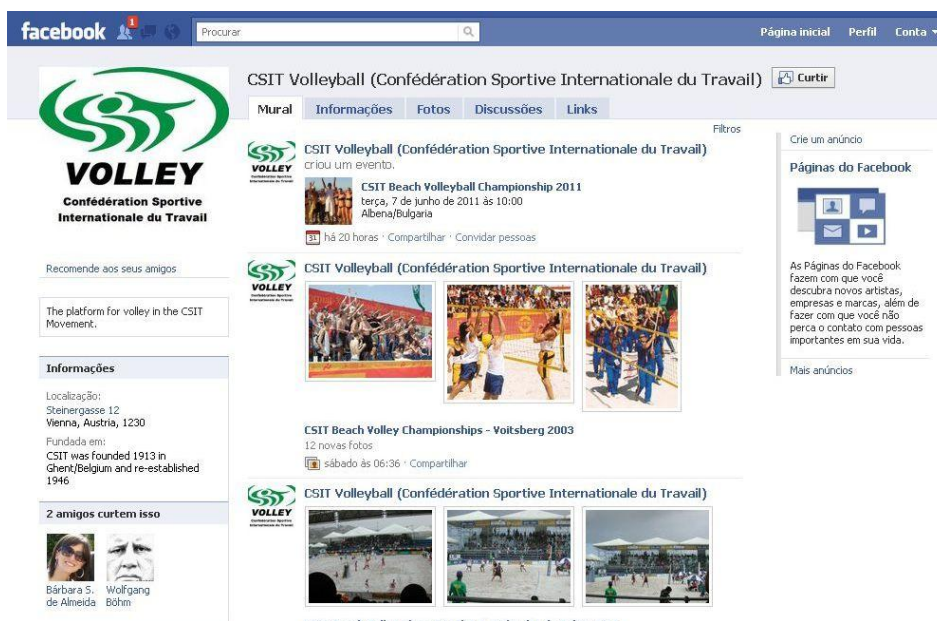 facebook
1
Procurar
Página inicial Perfil Conta
CSIT Volleyball (Confédération Sportive Internationale du Travail)
Curtir
Mural Informações Fotos Discussões Links
Filtros
VOLLEY
Confédération Sportive
Internationale du Travail
Recomende aos seus amigos
The platform for volley in the CSIT
Movement.
Informações
Localização:
Steinergasse 12
Vienna, Austria, 1230
Fundada em:
CSIT was founded 1913 in
Ghent/Belgium and re-established
1946
2 amigos curtem isso
Bárbara S.
de Almeida
Wolfgang
Böhm
VOLLEY
CSIT Volleyball (Confédération Sportive Internationale du Travail)
criou um evento.
CSIT Beach Volleyball Championship 2011
terça, 7 de junho de 2011 às 10:00
Albena/Bulgaria
31 há 20 horas · Compartilhar · Convidar pessoas
VOLLEY
CSIT Volleyball (Confédération Sportive Internationale du Travail)
CSIT Beach Volley Championships - Voitsberg 2003
12 novas fotos
sábado às 06:36 · Compartilhar
VOLLEY
CSIT Volleyball (Confédération Sportive Internationale du Travail)
Crie um anúncio
Páginas do Facebook
As Páginas do Facebook
fazem com que você
descubra novos artistas,
empresas e marcas, além de
fazer com que você não
perca o contato com pessoas
importantes em sua vida.
Mais anúncios